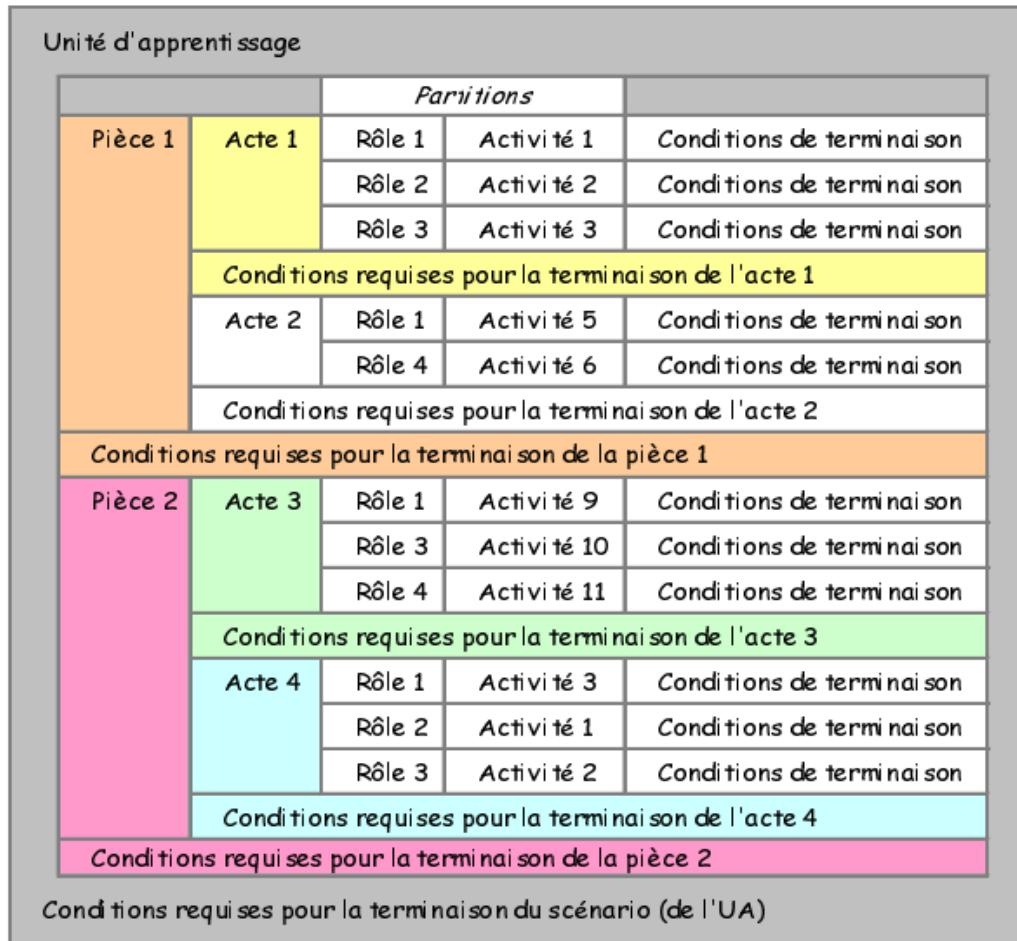 Unité d'apprentissage
Partitions
Pièce 1 Acte 1 Rôle 1 Activité 1 Conditions de terminaison
Rôle 2 Activité 2 Conditions de terminaison
Rôle 3 Activité 3 Conditions de terminaison
Conditions requises pour la terminaison de l'acte 1
Acte 2 Rôle 1 Activité 5 Conditions de terminaison
Rôle 4 Activité 6 Conditions de terminaison
Conditions requises pour la terminaison de l'acte 2
Conditions requises pour la terminaison de la pièce 1
Pièce 2 Acte 3 Rôle 1 Activité 9 Conditions de terminaison
Rôle 3 Activité 10 Conditions de terminaison
Rôle 4 Activité 11 Conditions de terminaison
Conditions requises pour la terminaison de l'acte 3
Acte 4 Rôle 1 Activité 3 Conditions de terminaison
Rôle 2 Activité 1 Conditions de terminaison
Rôle 3 Activité 2 Conditions de terminaison
Conditions requises pour la terminaison de l'acte 4
Conditions requises pour la terminaison de la pièce 2
Conditions requises pour la terminaison du scénario (de l'UA)